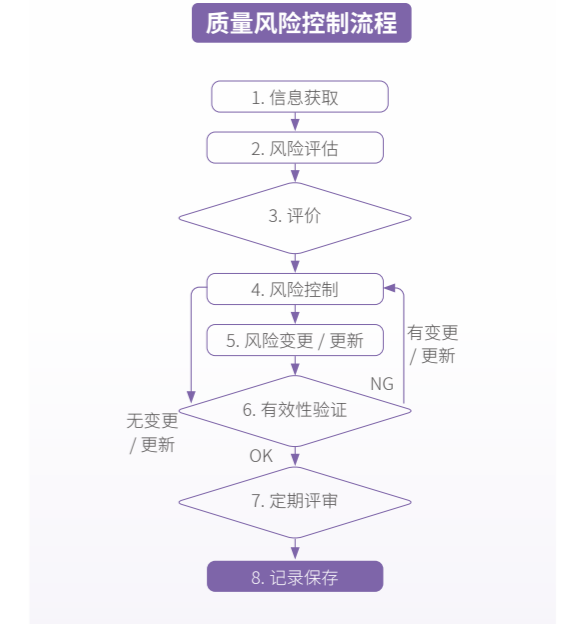 质量风险控制流程
1. 信息获取
2. 风险评估
3. 评价
4. 风险控制
5. 风险变更 / 更新
有变更
/ 更新
NG
6. 有效性验证
无变更
/ 更新
OK
7. 定期评审
8. 记录保存